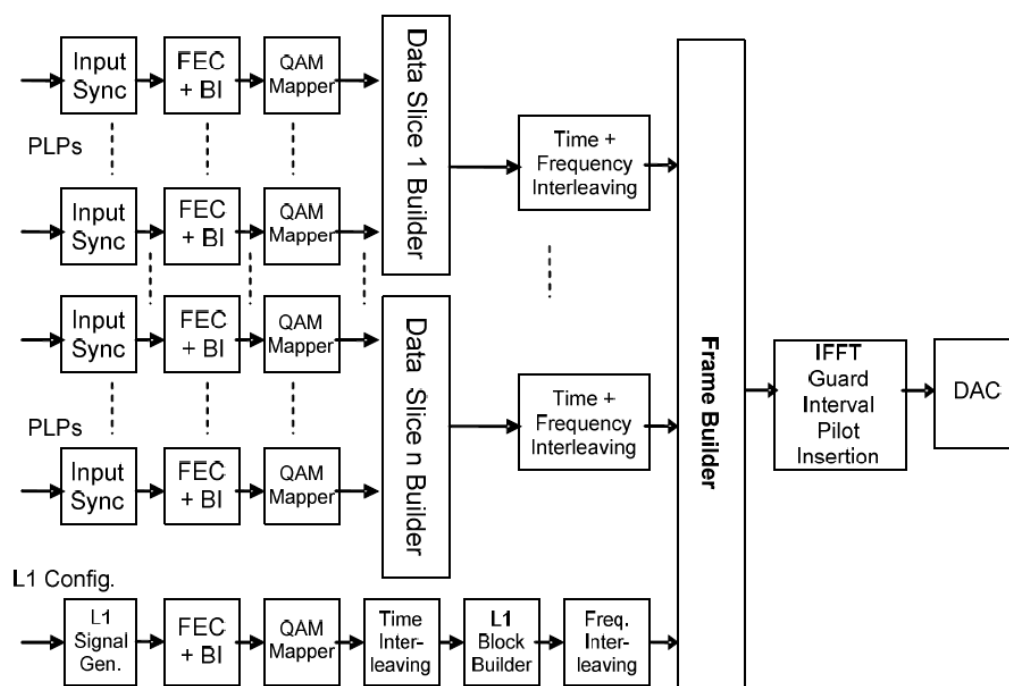 Input
Sync
FEC
+ BI
QAM
Mapper
PLPs
Input
Sync
FEC
+ BI
QAM
Mapper
Data Slice 1 Builder
Time +
Frequency
Interleaving
Input
Sync
FEC
+ BI
QAM
Mapper
PLPs
Input
Sync
FEC
+ BI
QAM
Mapper
Data Slice n Builder
Time +
Frequency
Interleaving
L1 Config.
L1
Signal
Gen.
FEC
+ BI
QAM
Mapper
Time
Inter-
leaving
L1
Block
Builder
Freq.
Inter-
leaving
Frame Builder
IFFT
Guard
Interval
Pilot
Insertion
DAC